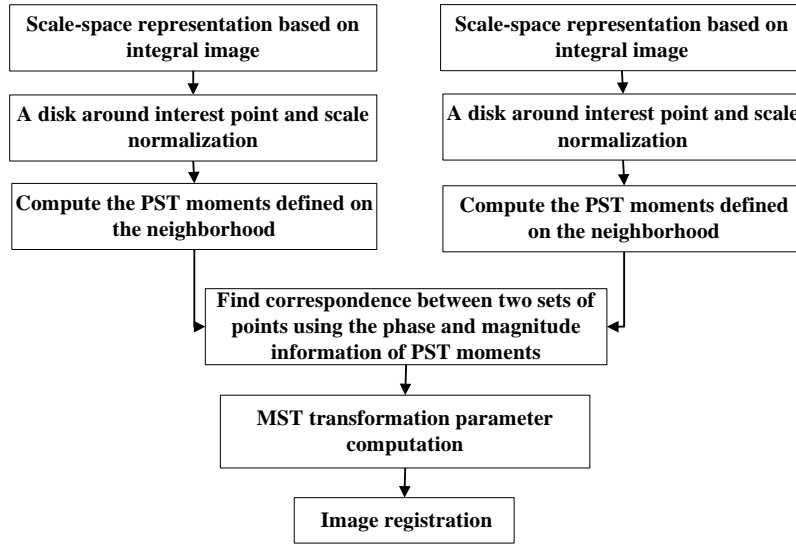 Scale-space representation based on
integral image
A disk around interest point and scale
normalization
Compute the PST moments defined on
the neighborhood
Scale-space representation based on
integral image
A disk around interest point and scale
normalization
Compute the PST moments defined
on the neighborhood
Find correspondence between two sets of
points using the phase and magnitude
information of PST moments
MST transformation parameter
computation
Image registration